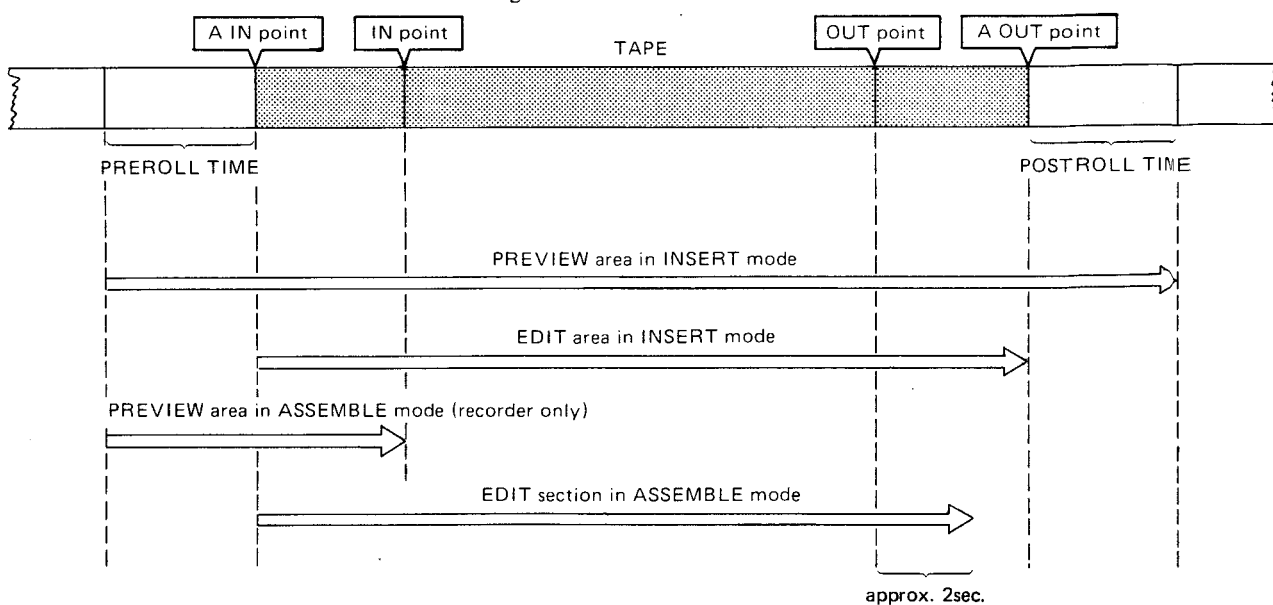 A IN point
IN point
TAPE
OUT point
A OUT point
PREROLL TIME
POSTROLL TIME
PREVIEW area in INSERT mode
EDIT area in INSERT mode
PREVIEW area in ASSEMBLE mode (recorder only)
EDIT section in ASSEMBLE mode
approx. 2sec.